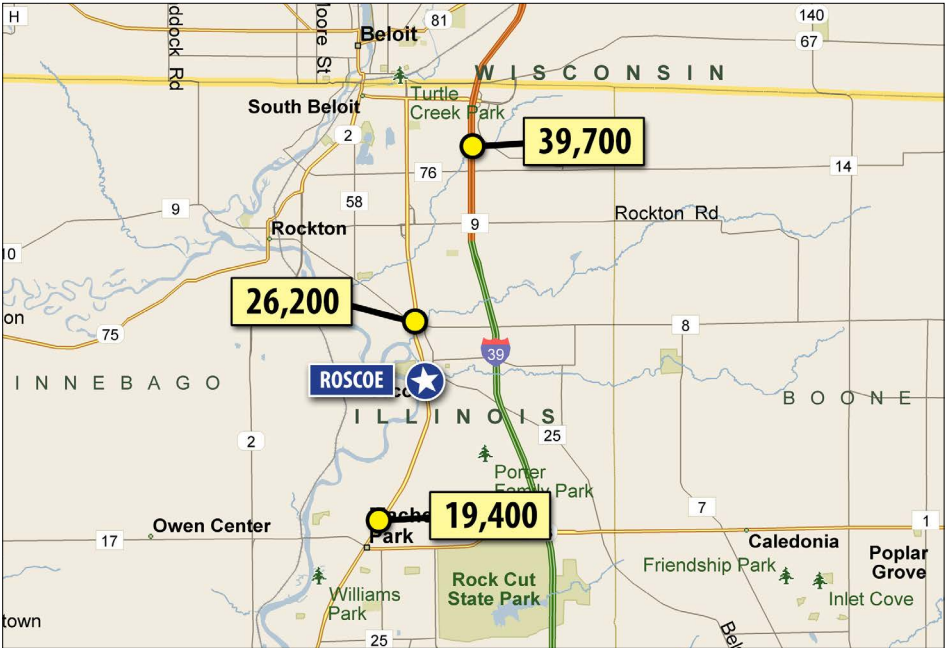 H
ddock Rd
oore St
81
140
67
Beloit
WISCONSIN
South Beloit
Turtle
Creek Park
2
39,700
76
14
58
9
Rockton
9
Rockton Rd
10
26,200
on
75
8
39
ROSCOE
INNEBAGO
ILLINOIS
BOONE
2
25
Porter
Family Park
19,400
7
1
Owen Center
17
Park
Caledonia
Poplar
Grove
Friendship Park
Inlet Cove
Rock Cut
State Park
Williams
Park
town
25
Bel